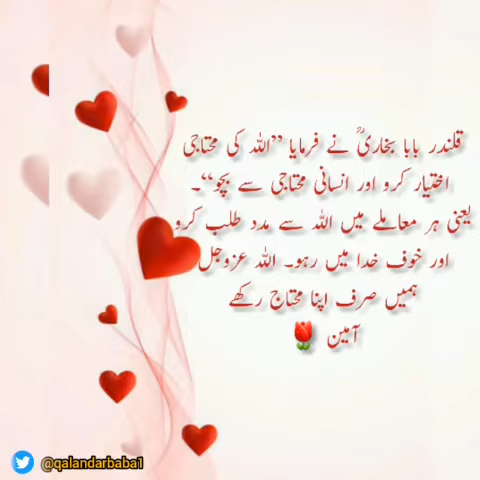 قلندر بابا بخاریؒ نے فرمایا ”اللہ کی محتاجی
اختیار کرو اور انسانی محتاجی سے بچو“۔
یعنی ہر معاملے میں اللہ سے مدد طلب کرو
اور خوف خدا میں رہو۔ اللہ عزوجل
ہمیں صرف اپنا محتاج رکھے
آمین 🌷
@qalandarbaba1